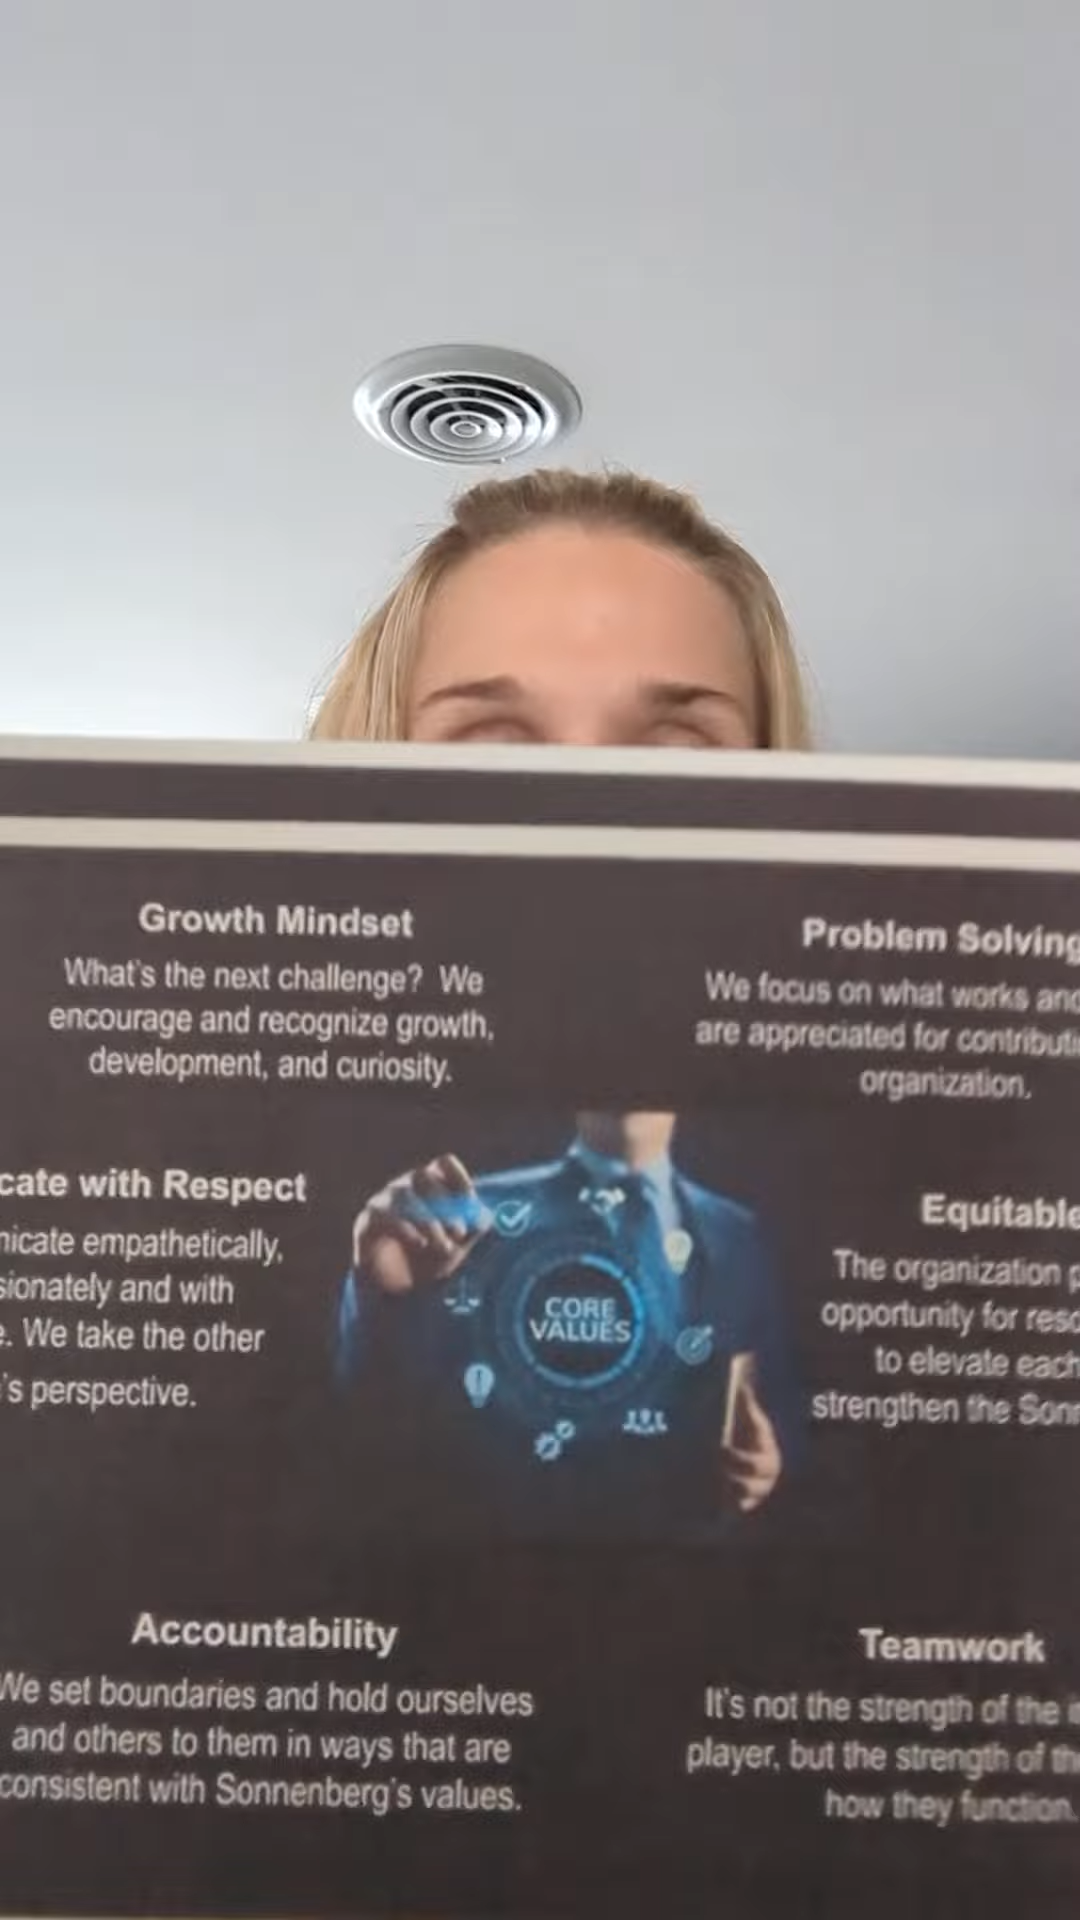 Growth Mindset
What's the next challenge? We
encourage and recognize growth,
development, and curiosity.
Problem Solving
We focus on what works and
are appreciated for
organization.
with Respect
empathetically,
and with
We take the other
's perspective.
CORE
VALUES
Equitable
The organization
opportunity for
to elevate each
strengthen the
Accountability
We set boundaries and hold ourselves
and others to them in ways that are
consistent with Sonnenberg's values.
Teamwork
It's not the strength of the
player, but the strength of
how they function.